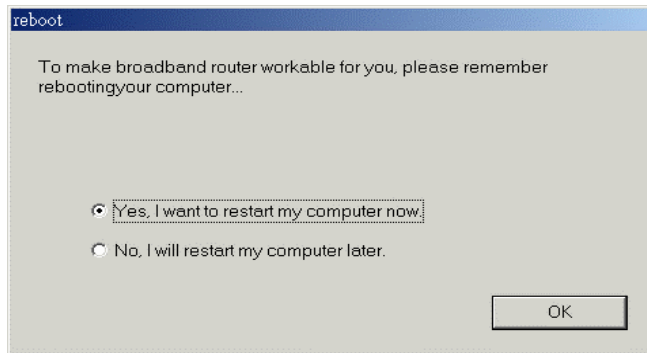 reboot
To make broadband router workable for you, please remember
rebootingyour computer...
Yes, I want to restart my computer now.
No, I will restart my computer later.
OK